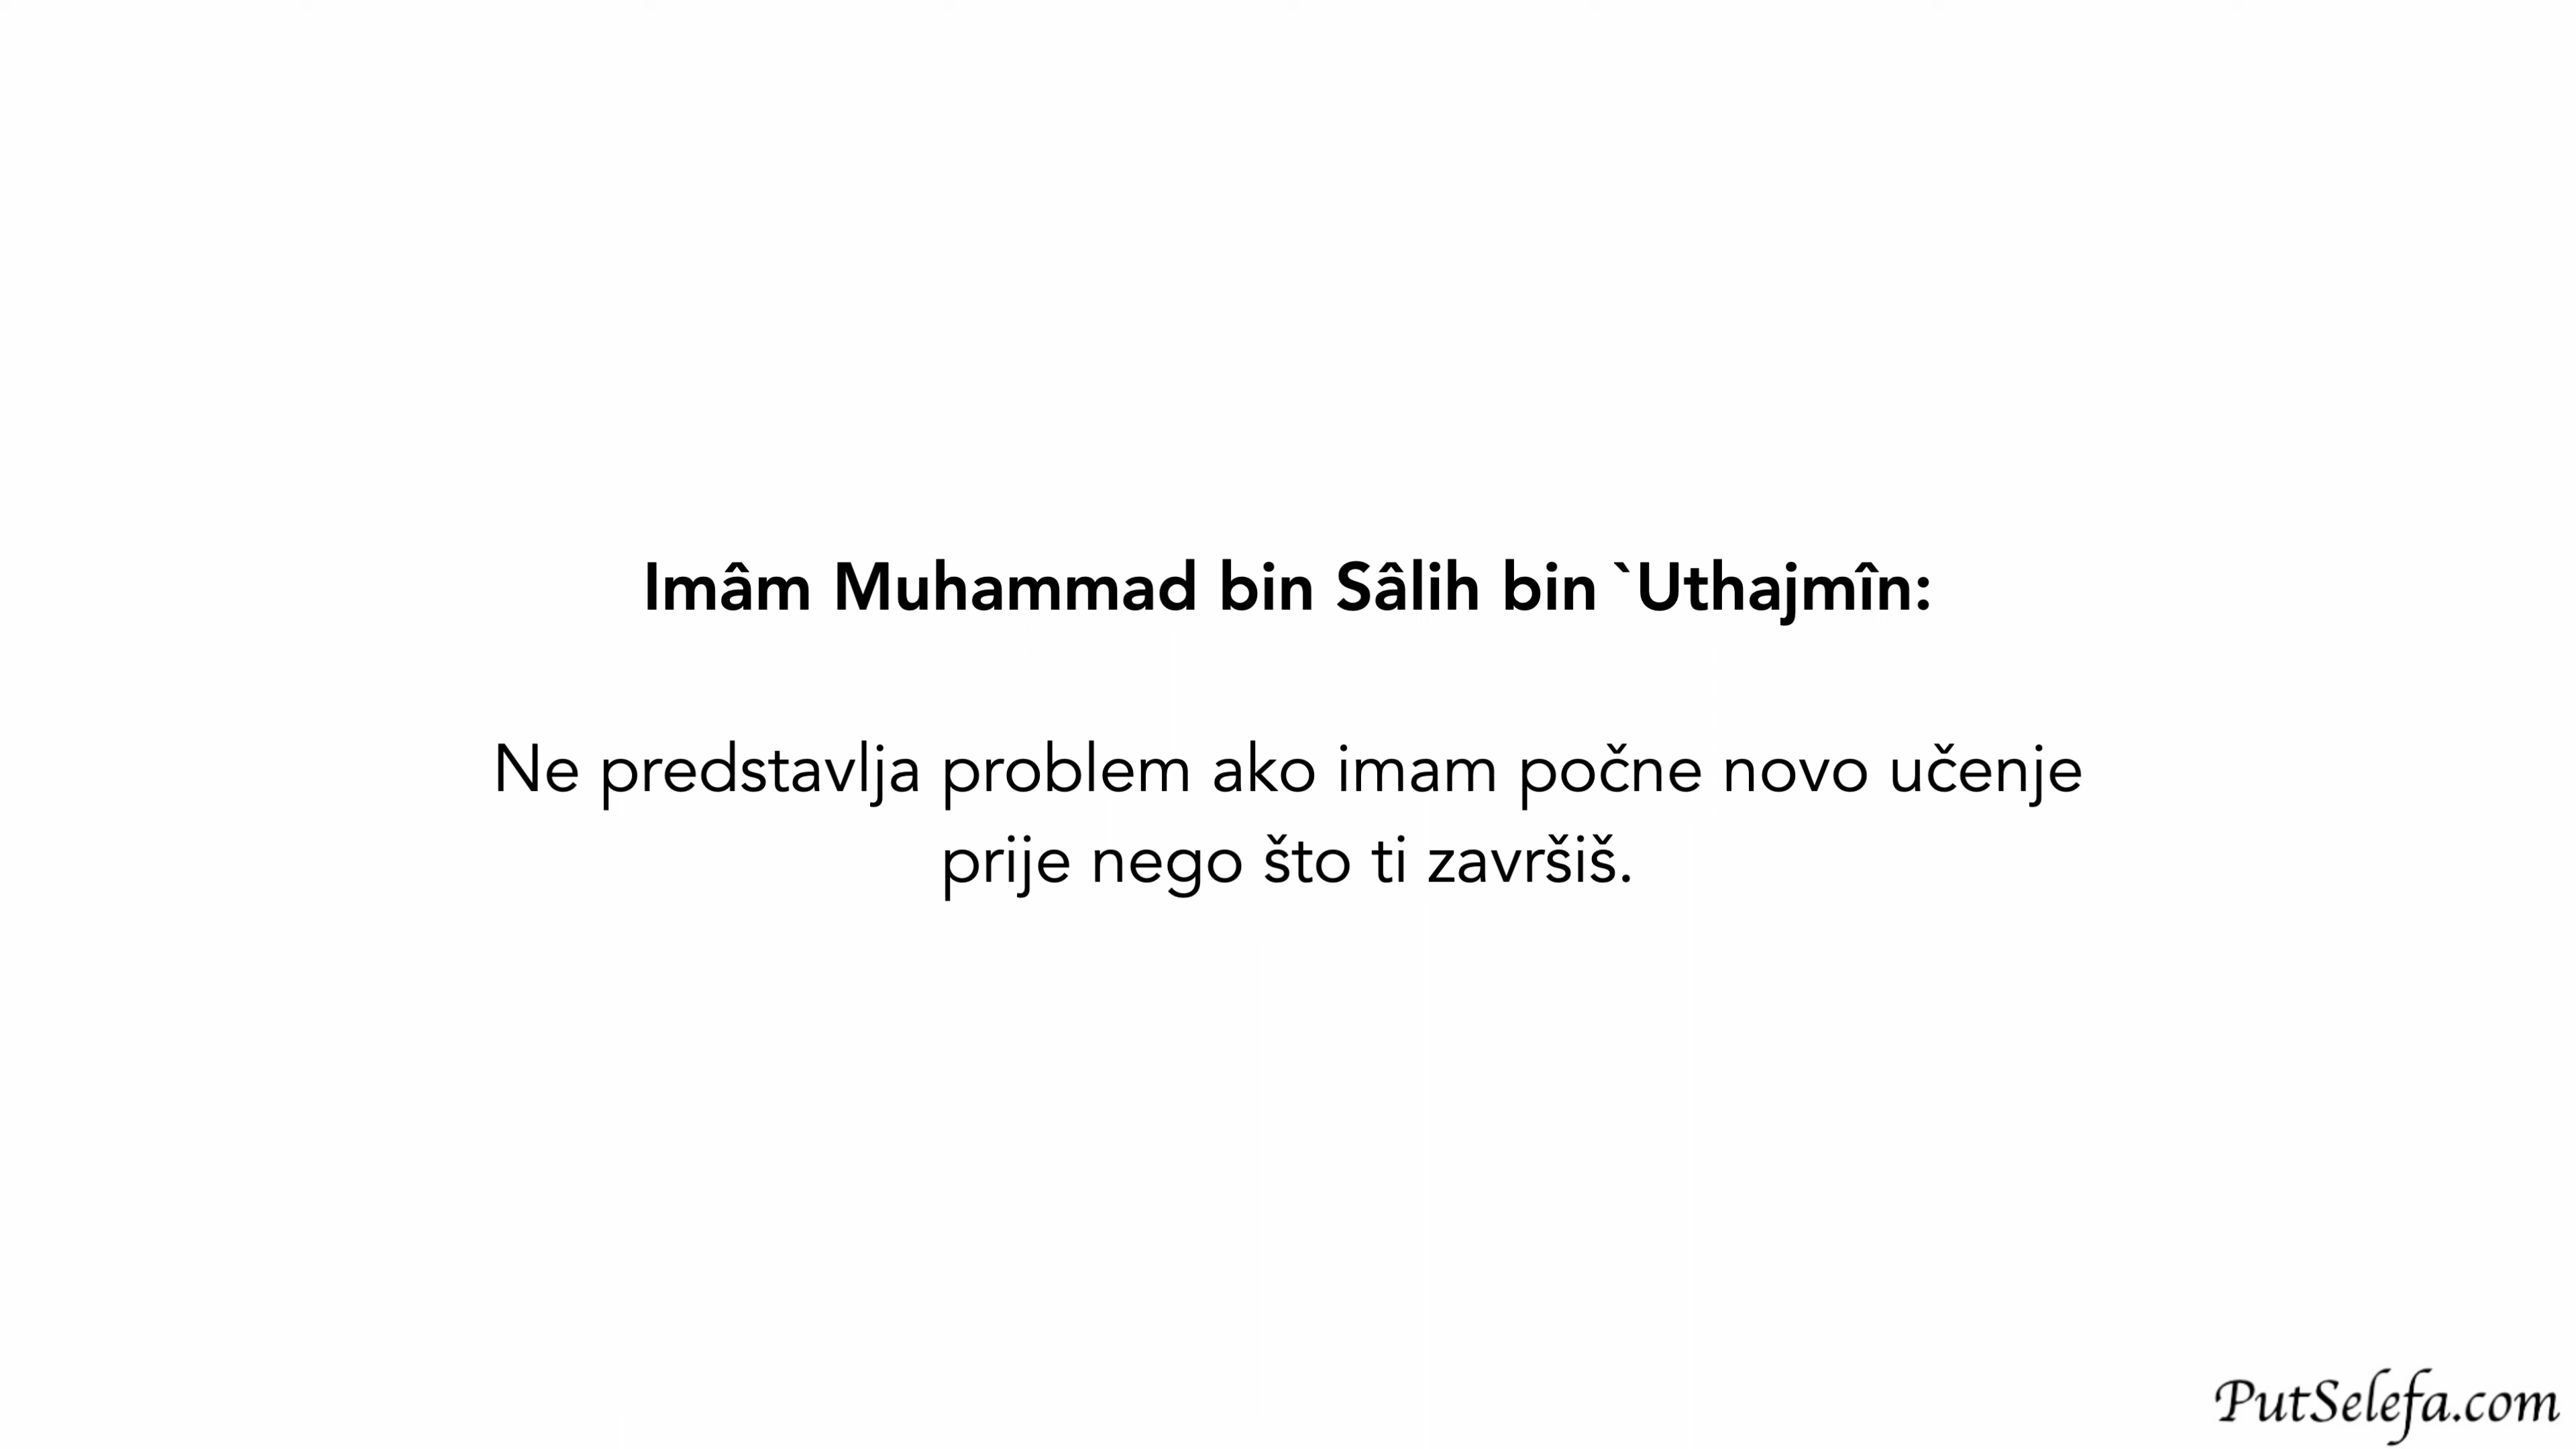 Imâm Muhammad bin Sâlih bin `Uthajmîn:
Ne predstavlja problem ako imam počne novo učenje
prije nego što ti završiš.
PutSelefa.com